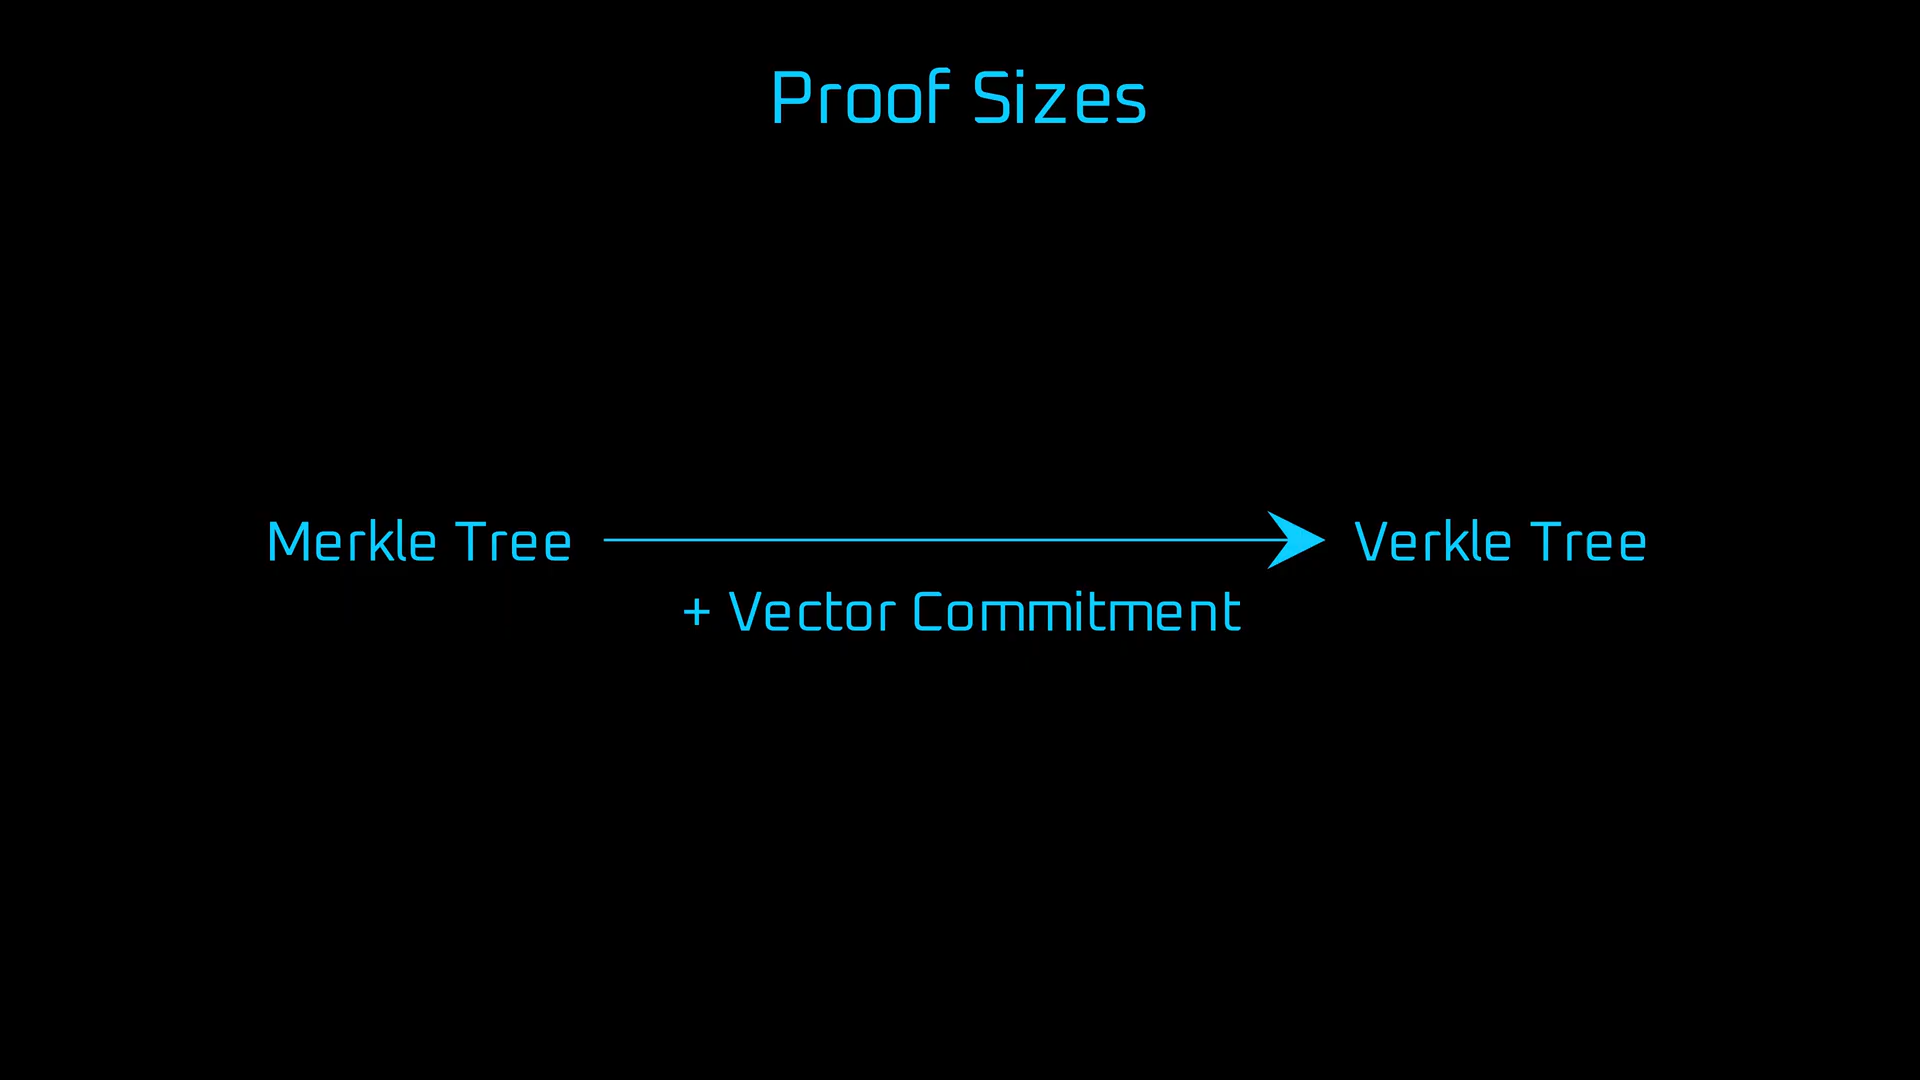 Proof Sizes
Merkle Tree
Verkle Tree
+ Vector Commitment